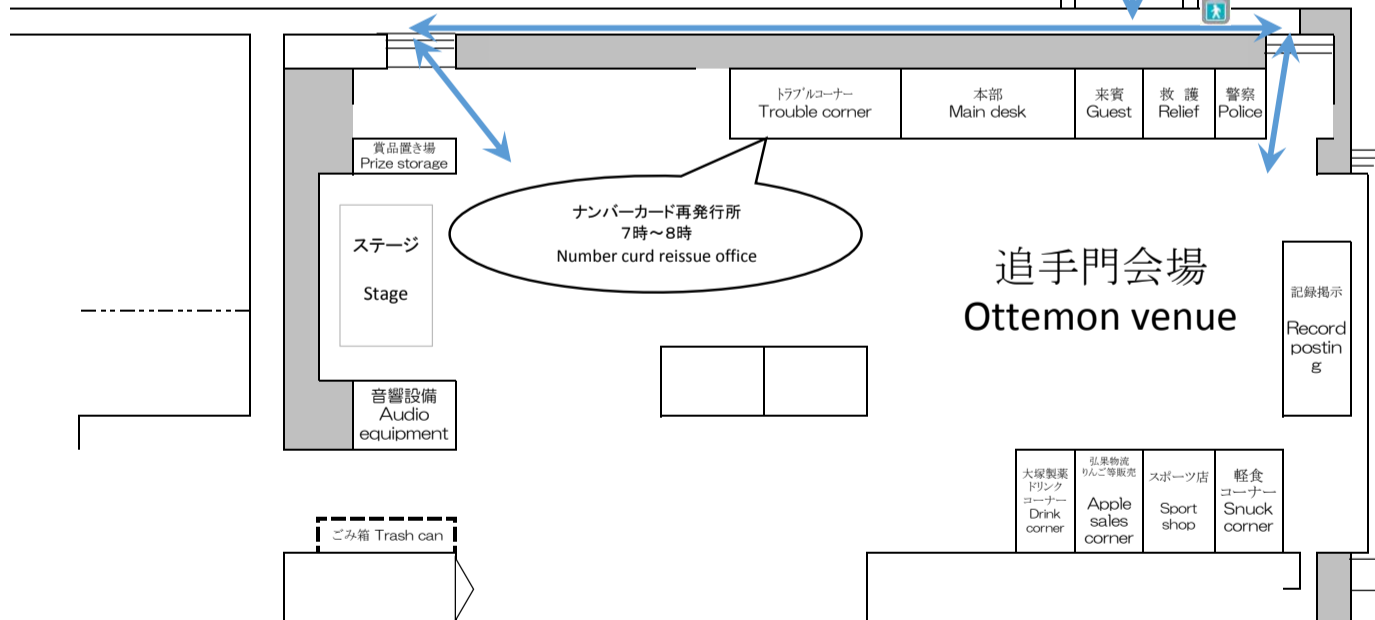 トラブルコーナー
Trouble corner
本部
Main desk
来賓
Guest
救 護
Relief
警察
Police
賞品置き場
Prize storage
ナンバーカード再発行所
7時～8時
Number curd reissue office
ステージ
Stage
追手門会場
Ottemon venue
記録掲示
Record
postin
g
音響設備
Audio
equipment
大塚製薬
ドリンク
コーナー
Drink
corner
弘果物流
りんご等販売
Apple
sales
corner
スポーツ店
Sport
shop
軽食
コーナー
Snuck
corner
ごみ箱 Trash can